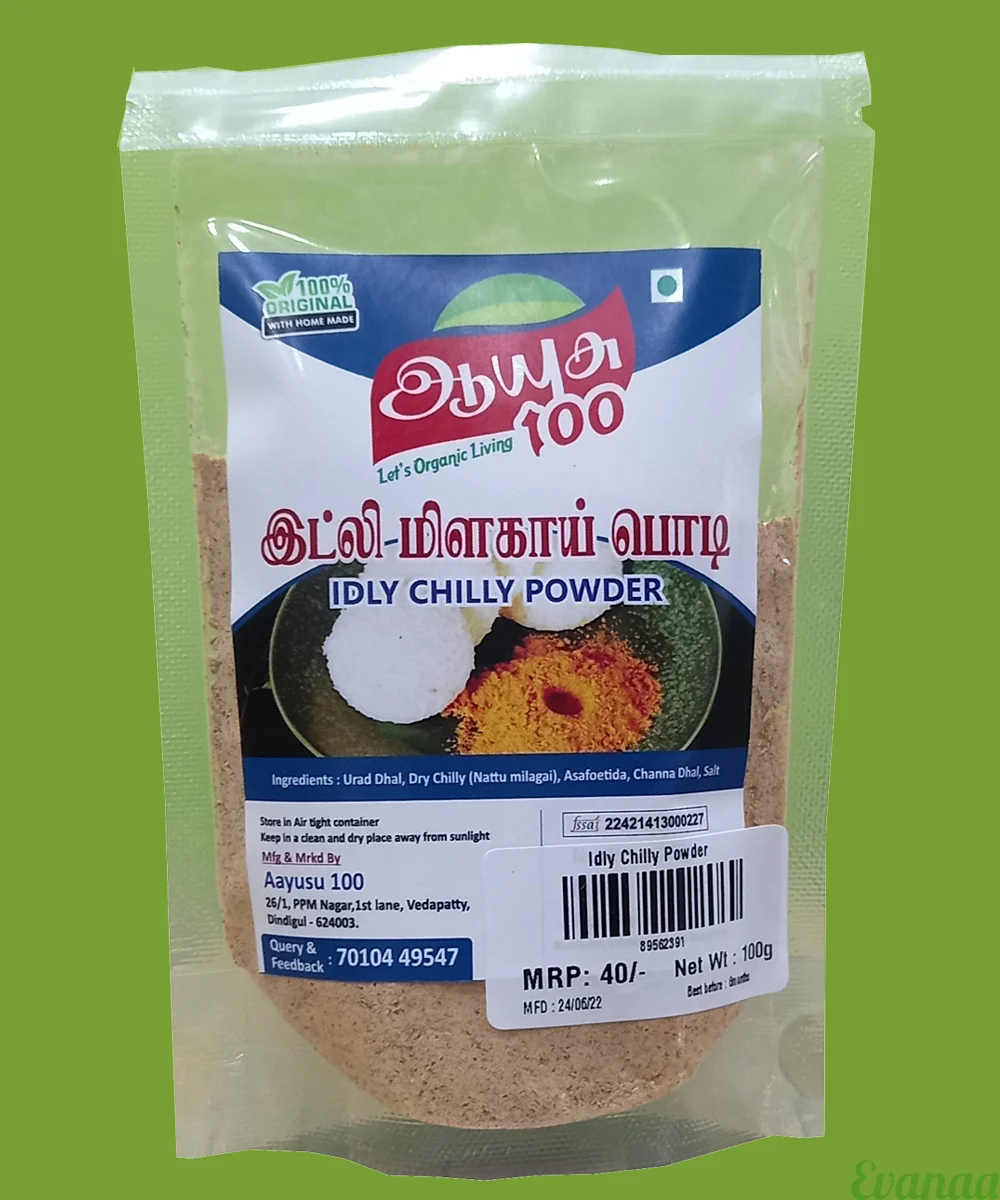 100%
ORIGINAL
WITH HOME MADE
ஆயுசு
100
Let's Organic Living
இட்லி-மிளகாய்-பொடி
IDLY CHILLY POWDER
Ingredients : Urad Dhal, Dry Chilly (Nattu milagai), Asafoetida, Channa Dhal, Salt
Store in Air tight container
Keep in a clean and dry place away from sunlight
Mfg & Mrkd By
Aayusu 100
26/1, PPM Nagar,1st lane, Vedapatty,
Dindigul - 624003.
Query &
Feedback : 70104 49547
fssai 22421413000227
Idly Chilly Powder
89562391
MRP: 40/- Net Wt : 100g
MFD : 24/06/22 Best before : 6months
Evanaa